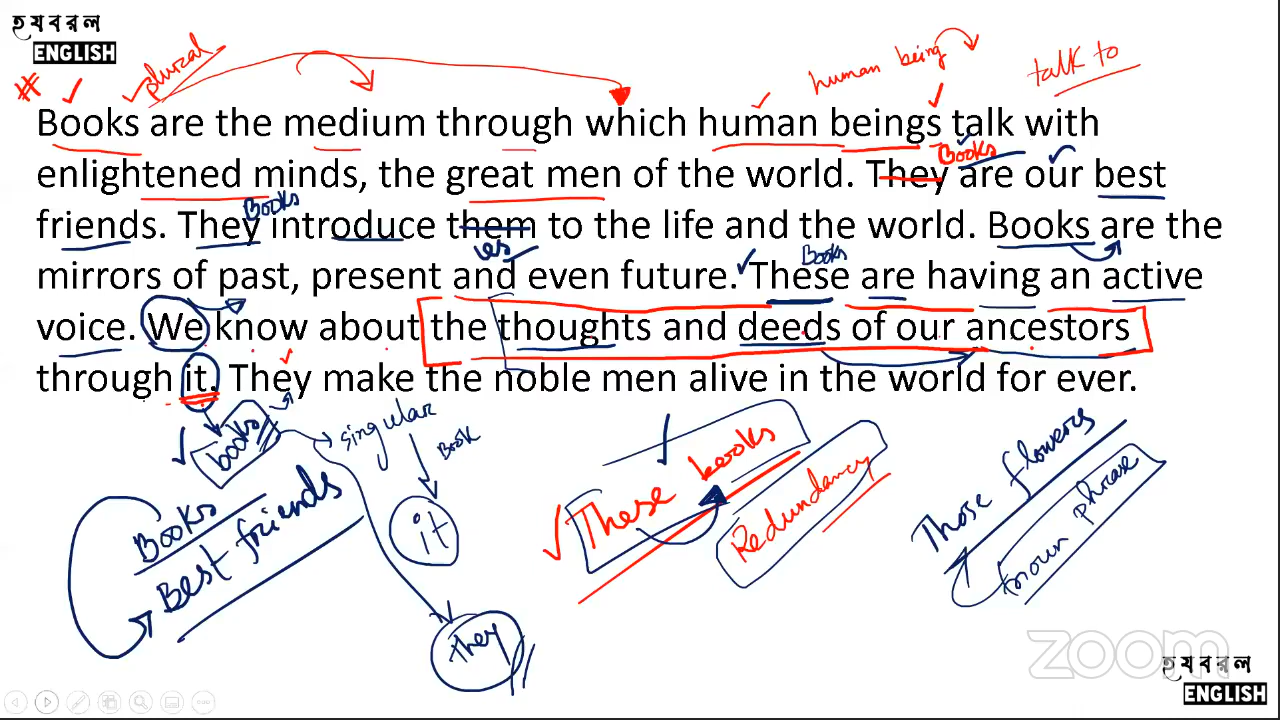 হ য ব র ল
ENGLISH
# plural
human being
talk to
Books are the medium through which human beings talk with
Books
enlightened minds, the great men of the world. They are our best
Books
friends. They introduce them to the life and the world. Books are the
us
Books
mirrors of past, present and even future. These are having an active
voice. We know about the thoughts and deeds of our ancestors
through it. They make the noble men alive in the world for ever.
books
singular
Book
it
they
Books
Best friends
These books
Redundancy
Those flowers
noun phrase
zoom
হ য ব র ল
ENGLISH